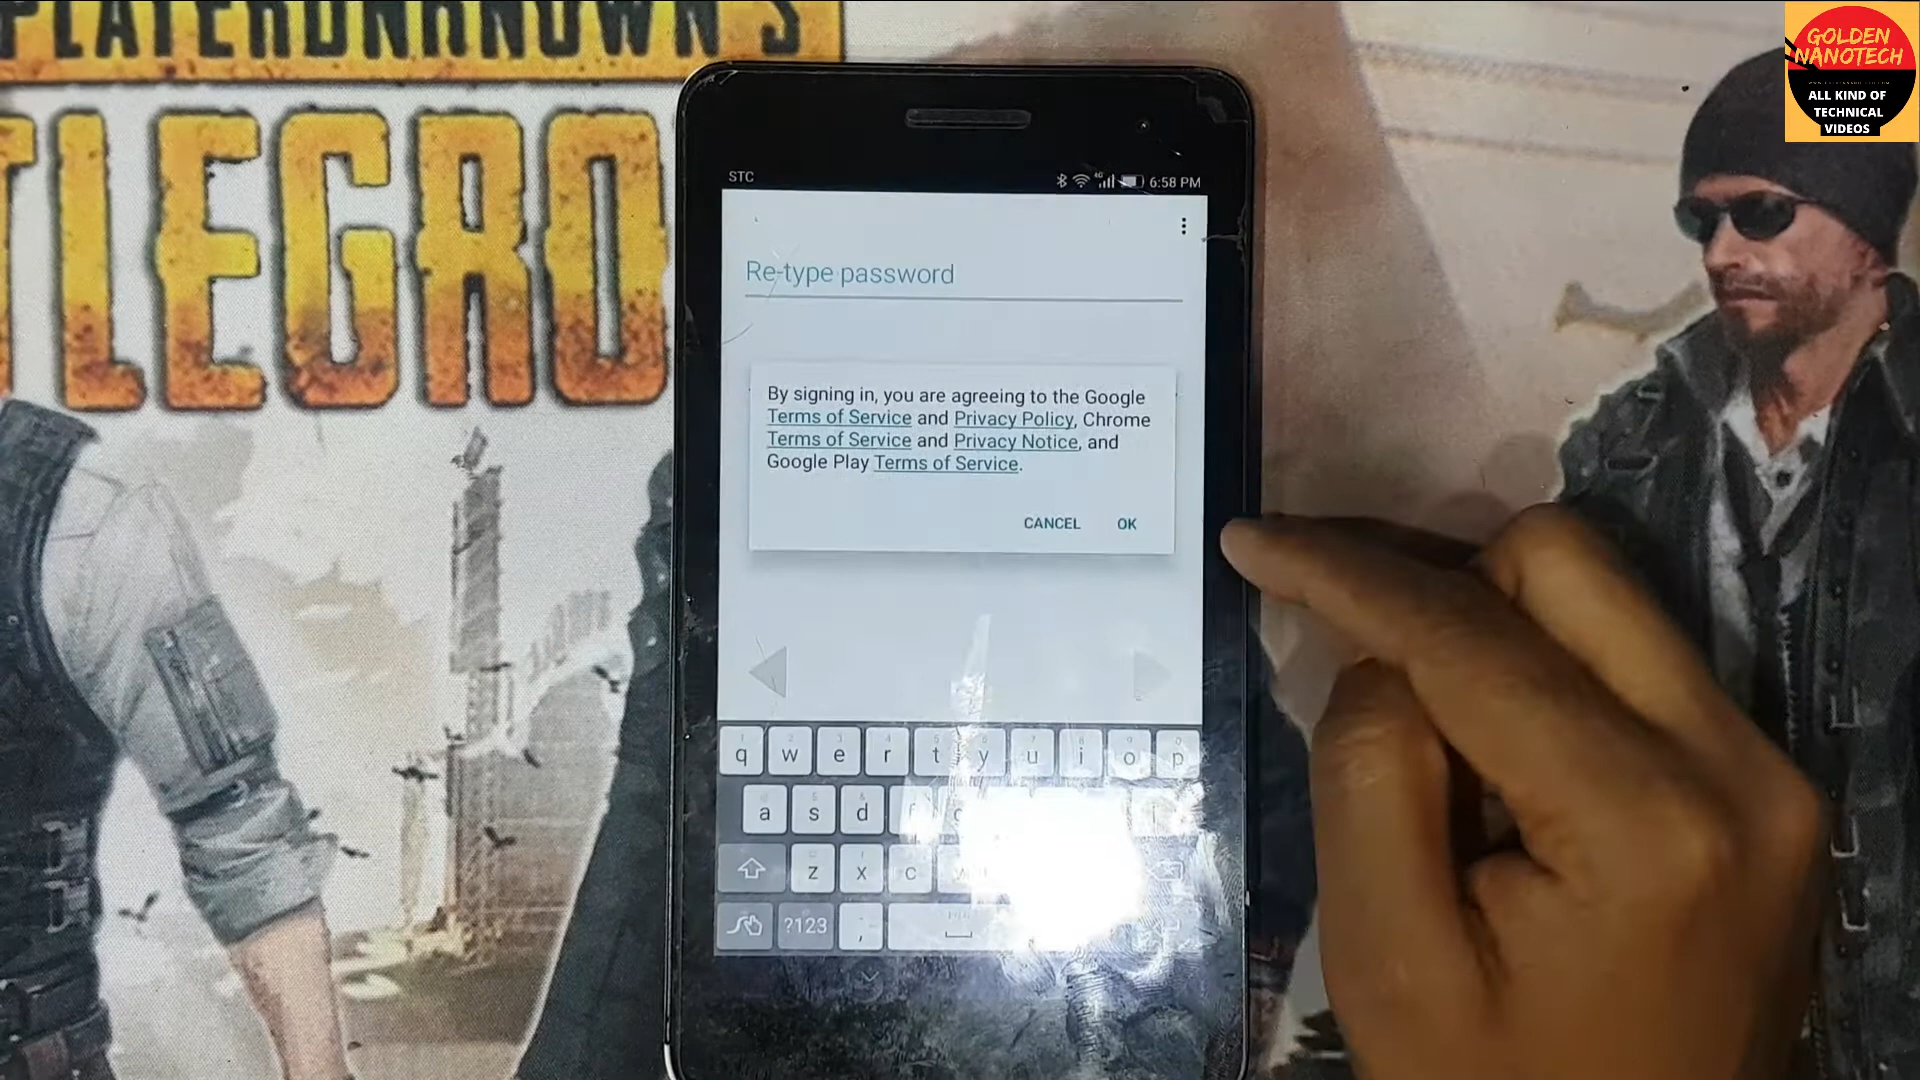 PLAYERUNKNOWN'S
TLEGRO
GOLDEN
NANOTECH
ALL KIND OF
TECHNICAL
VIDEOS
STC
4G
6:58 PM
Re-type password
By signing in, you are agreeing to the Google
Terms of Service and Privacy Policy, Chrome
Terms of Service and Privacy Notice, and
Google Play Terms of Service.
CANCEL OK
q w e r t y u i o p
a s d f
z x c
?123 ,